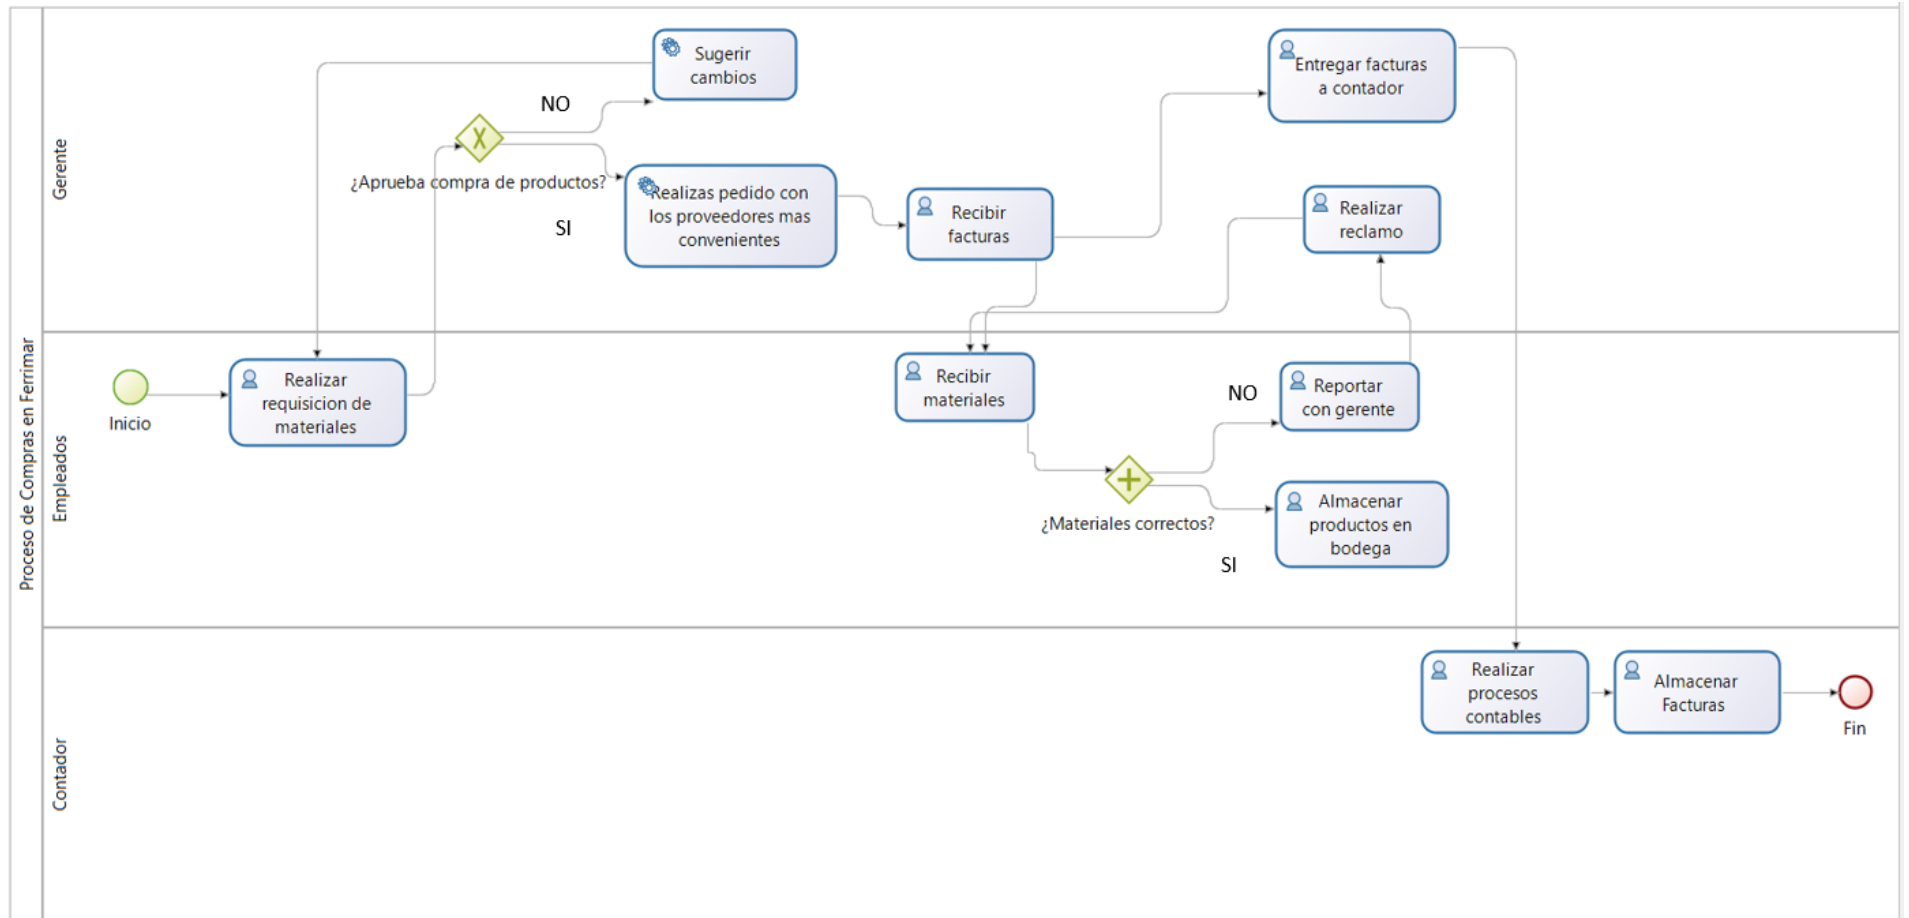 Proceso de Compras en Ferrimar
Gerente
Sugerir
cambios
NO
¿Aprueba compra de productos?
SI
Realizas pedido con
los proveedores mas
convenientes
Recibir
facturas
Entregar facturas
a contador
Realizar
reclamo
Empleados
Inicio
Realizar
requisicion de
materiales
Recibir
materiales
¿Materiales correctos?
NO
Reportar
con gerente
SI
Almacenar
productos en
bodega
Contador
Realizar
procesos
contables
Almacenar
Facturas
Fin